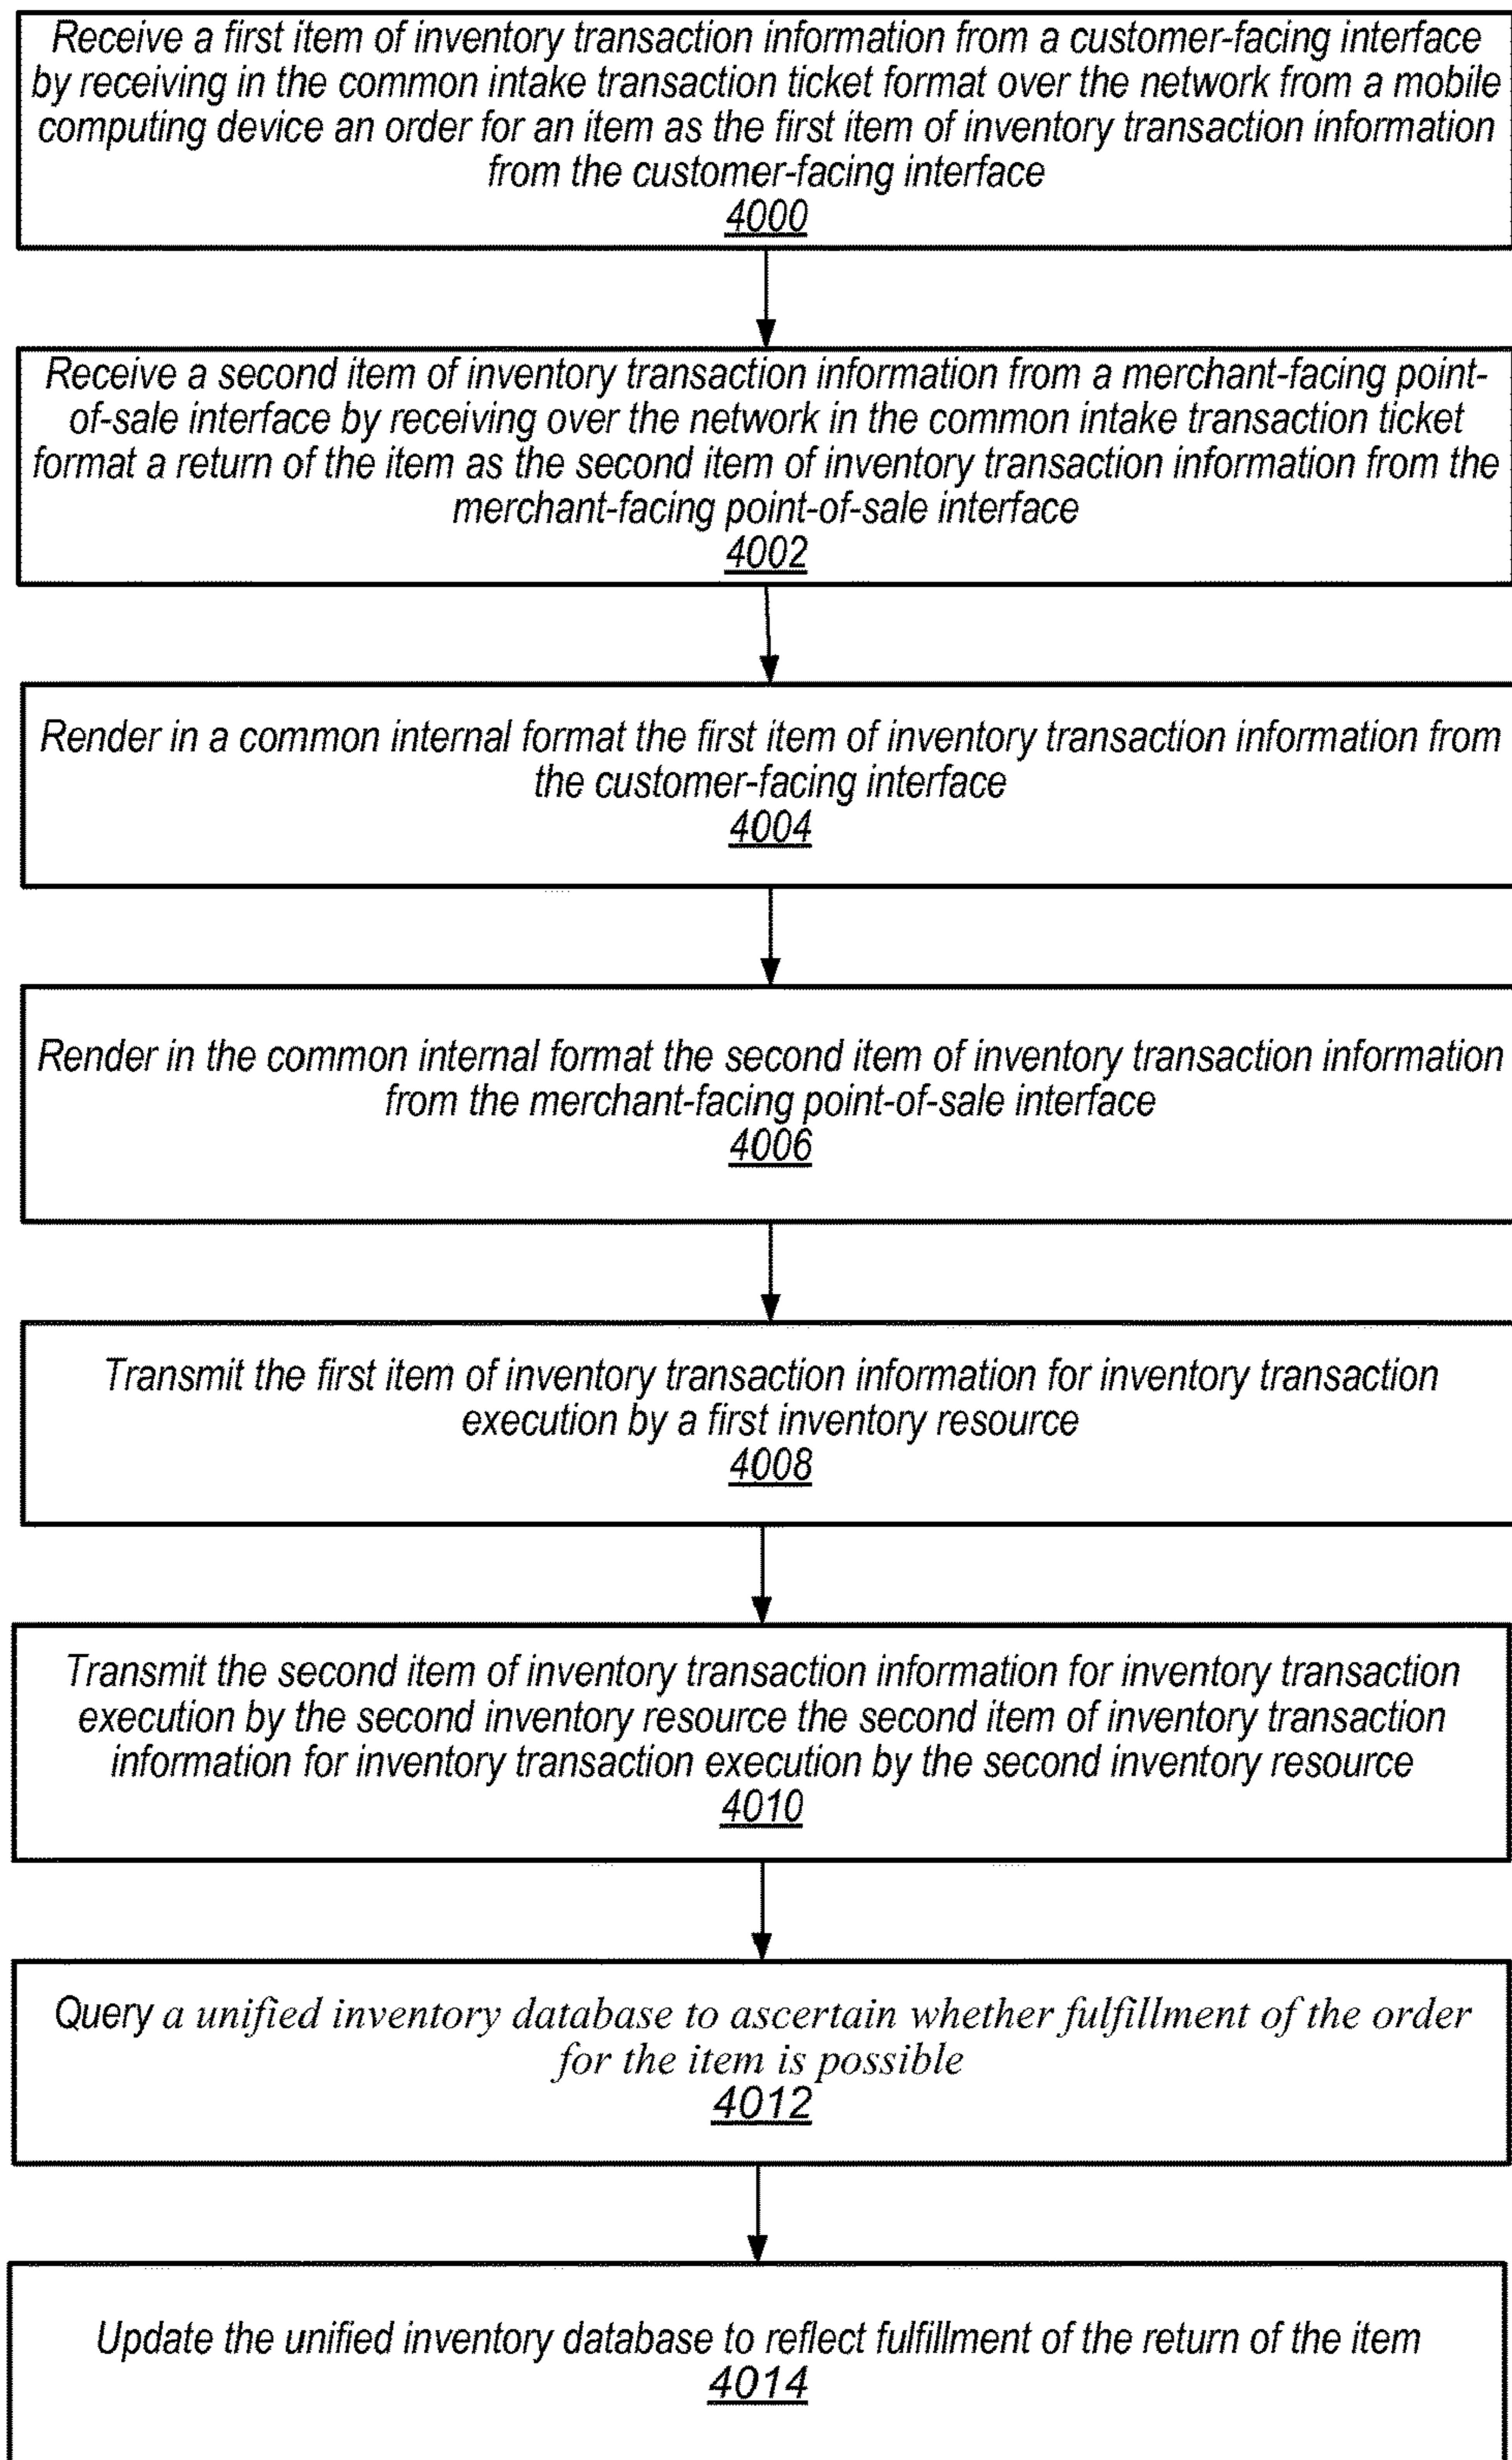 Receive a first item of inventory transaction information from a customer-facing interface
by receiving in the common intake transaction ticket format over the network from a mobile
computing device an order for an item as the first item of inventory transaction information
from the customer-facing interface
4000
Receive a second item of inventory transaction information from a merchant-facing point-
of-sale interface by receiving over the network in the common intake transaction ticket
format a return of the item as the second item of inventory transaction information from the
merchant-facing point-of-sale interface
4002
Render in a common internal format the first item of inventory transaction information from
the customer-facing interface
4004
Render in the common internal format the second item of inventory transaction information
from the merchant-facing point-of-sale interface
4006
Transmit the first item of inventory transaction information for inventory transaction
execution by a first inventory resource
4008
Transmit the second item of inventory transaction information for inventory transaction
execution by the second inventory resource the second item of inventory transaction
information for inventory transaction execution by the second inventory resource
4010
Query a unified inventory database to ascertain whether fulfillment of the order
for the item is possible
4012
Update the unified inventory database to reflect fulfillment of the return of the item
4014